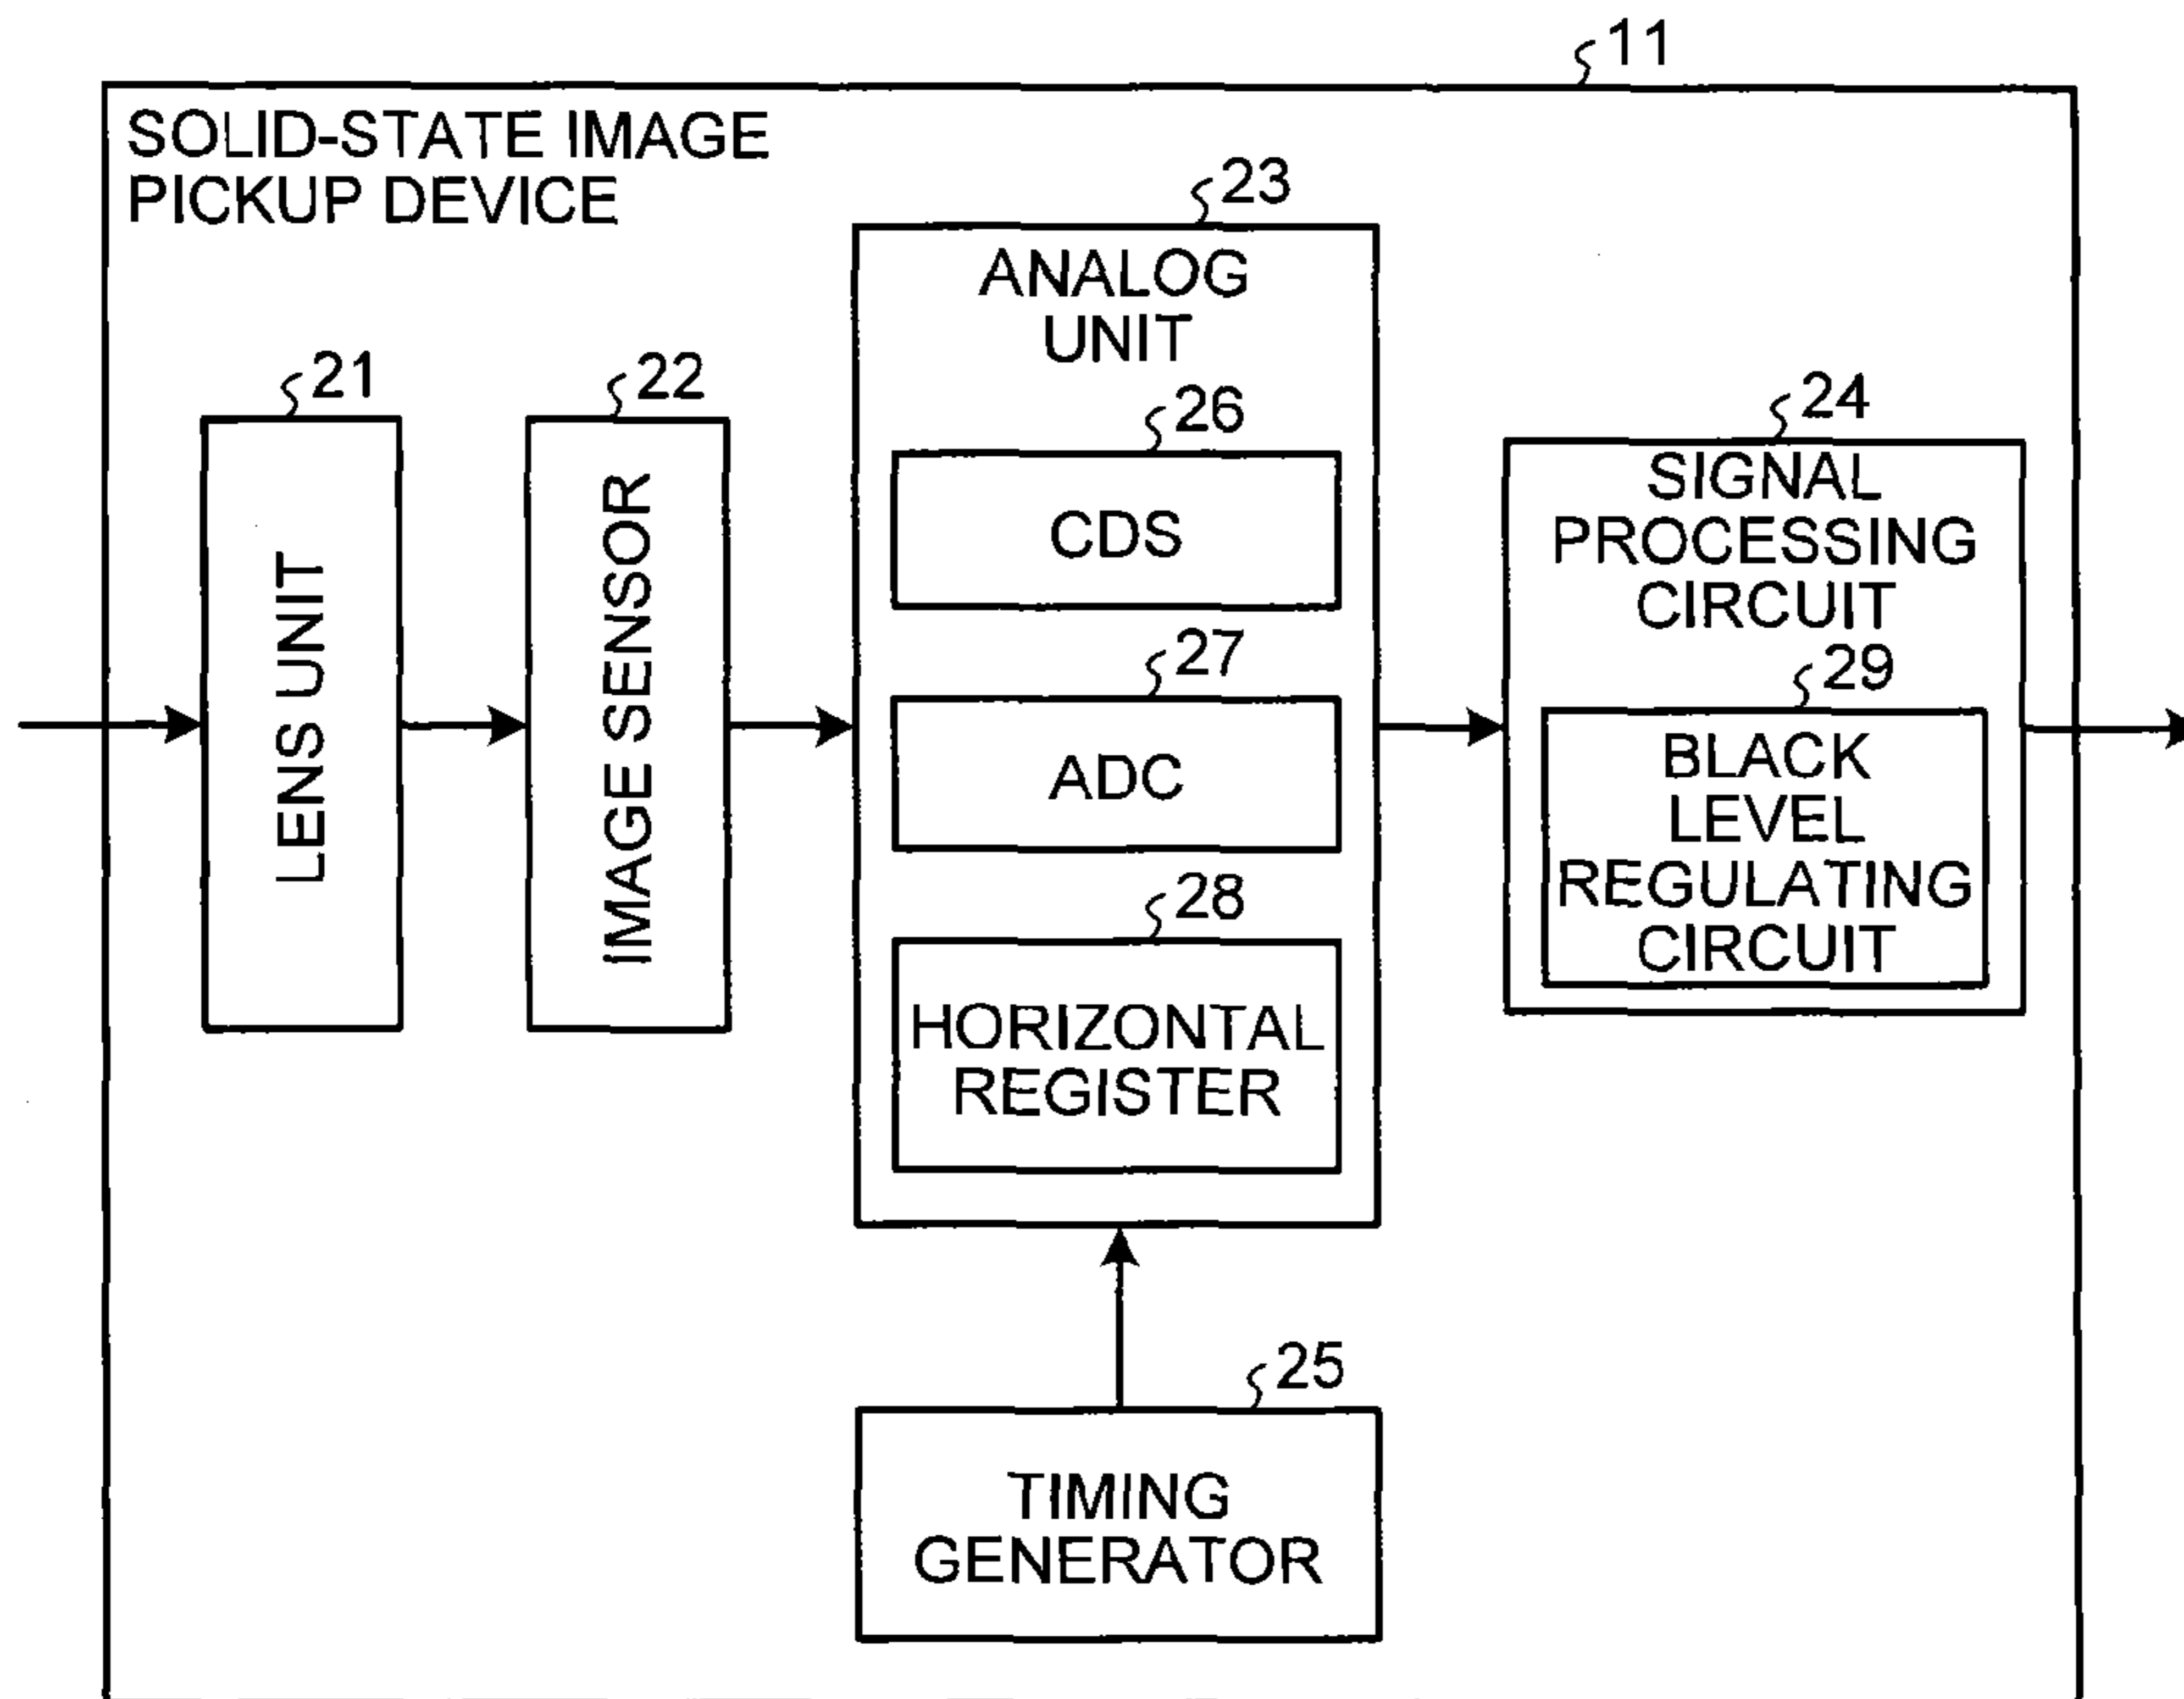 11
SOLID-STATE IMAGE
PICKUP DEVICE
23
ANALOG
UNIT
21
LENS UNIT
22
IMAGE SENSOR
26
CDS
27
ADC
28
HORIZONTAL
REGISTER
24
SIGNAL
PROCESSING
CIRCUIT
29
BLACK
LEVEL
REGULATING
CIRCUIT
25
TIMING
GENERATOR